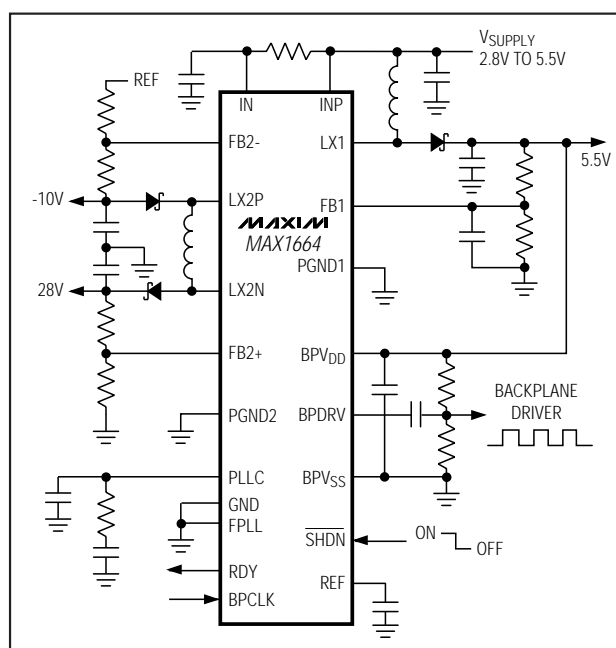 VSUPPLY
2.8V TO 5.5V
REF
IN
INP
FB2-
LX1
5.5V
-10V
LX2P
FB1
MAXIM
MAX1664
PGND1
28V
LX2N
FB2+
BPVDD
BACKPLANE
DRIVER
PGND2
BPDRV
PLLC
BPVSS
GND
FPLL
SHDN
ON
OFF
RDY
REF
BPCLK